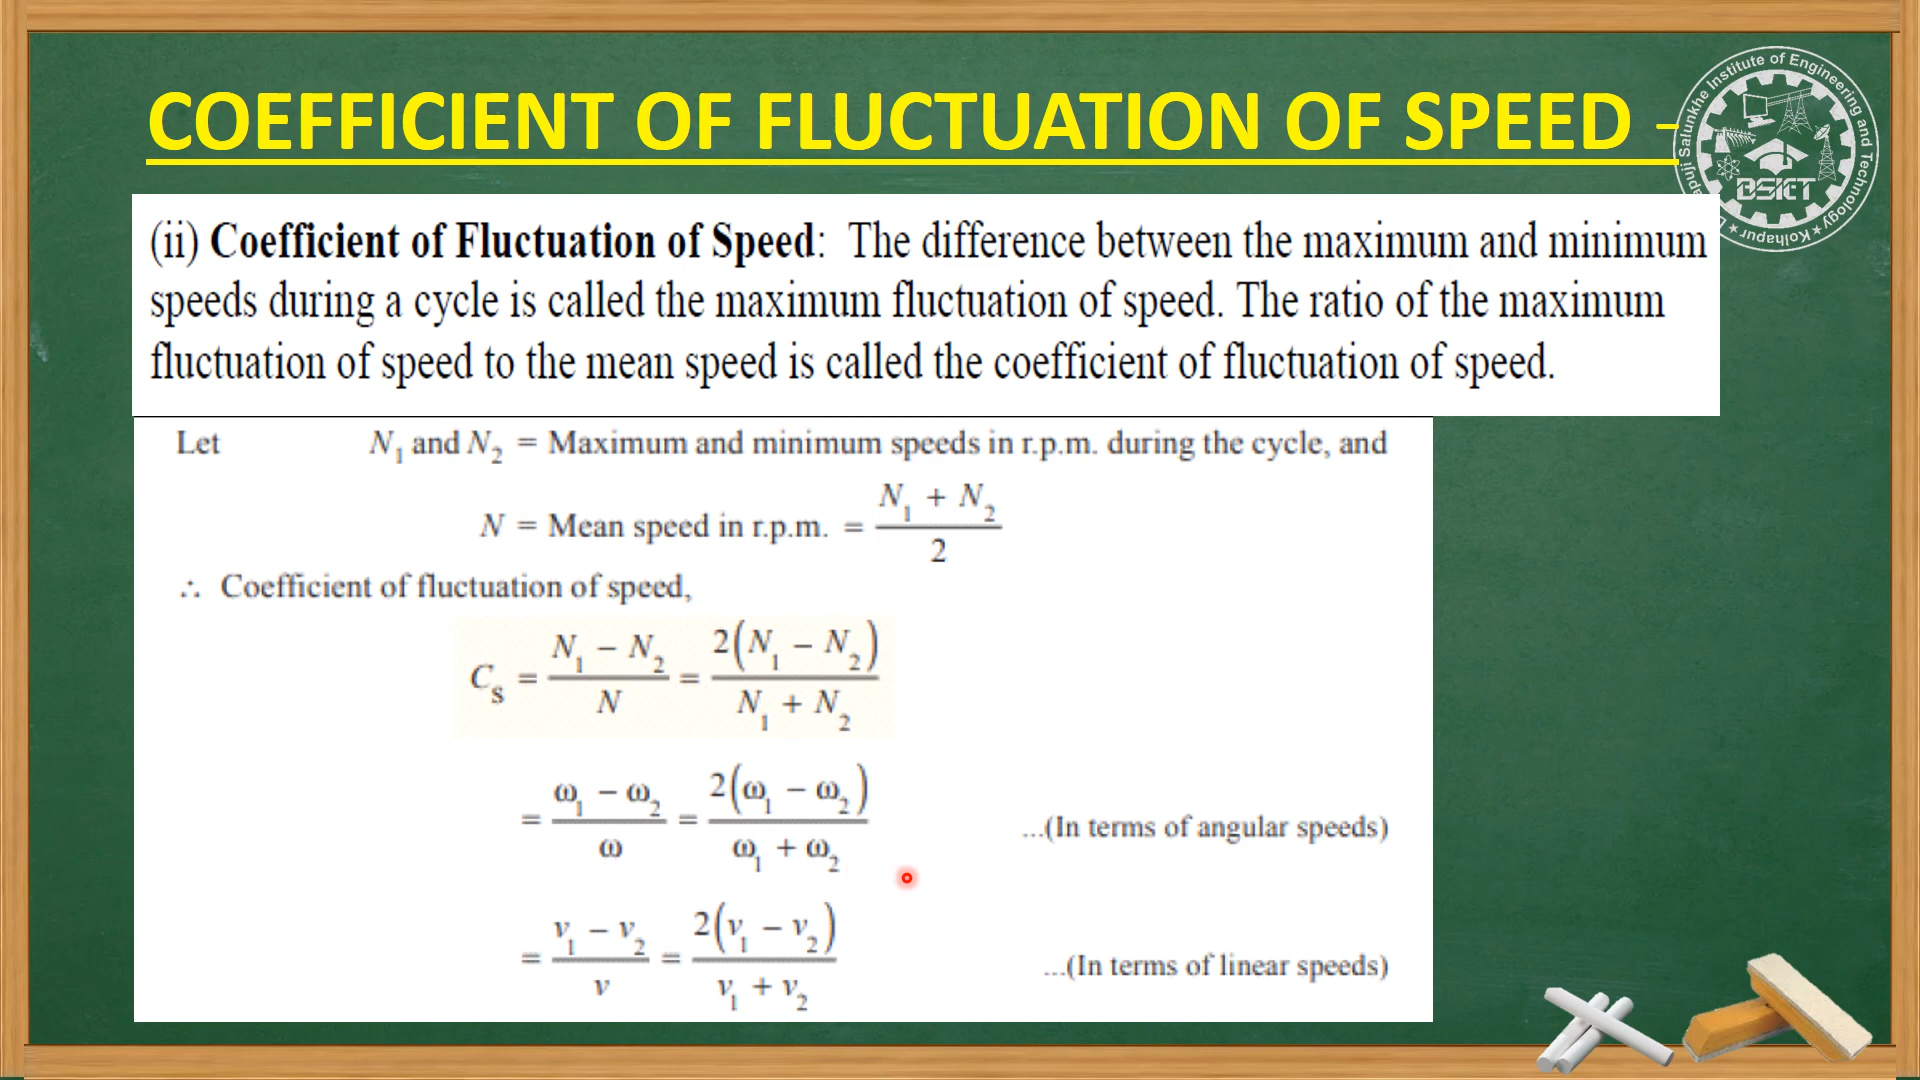 COEFFICIENT OF FLUCTUATION OF SPEED –
apuji Salunkhe Institute of Engineering and Technology
★ Kolhapur ★
DSIET
(ii) Coefficient of Fluctuation of Speed: The difference between the maximum and minimum
speeds during a cycle is called the maximum fluctuation of speed. The ratio of the maximum
fluctuation of speed to the mean speed is called the coefficient of fluctuation of speed.
Let N₁ and N₂ = Maximum and minimum speeds in r.p.m. during the cycle, and
N = Mean speed in r.p.m. = (N₁ + N₂) / 2
∴ Coefficient of fluctuation of speed,
C_s = (N₁ − N₂) / N = 2(N₁ − N₂) / (N₁ + N₂)
= (ω₁ − ω₂) / ω = 2(ω₁ − ω₂) / (ω₁ + ω₂) ...(In terms of angular speeds)
= (v₁ − v₂) / v = 2(v₁ − v₂) / (v₁ + v₂) ...(In terms of linear speeds)